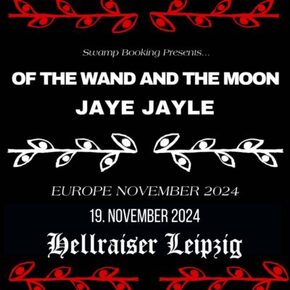 Swamp Booking Presents...
OF THE WAND AND THE MOON
JAYE JAYLE
EUROPE NOVEMBER 2024
19. NOVEMBER 2024
Hellraiser Leipzig